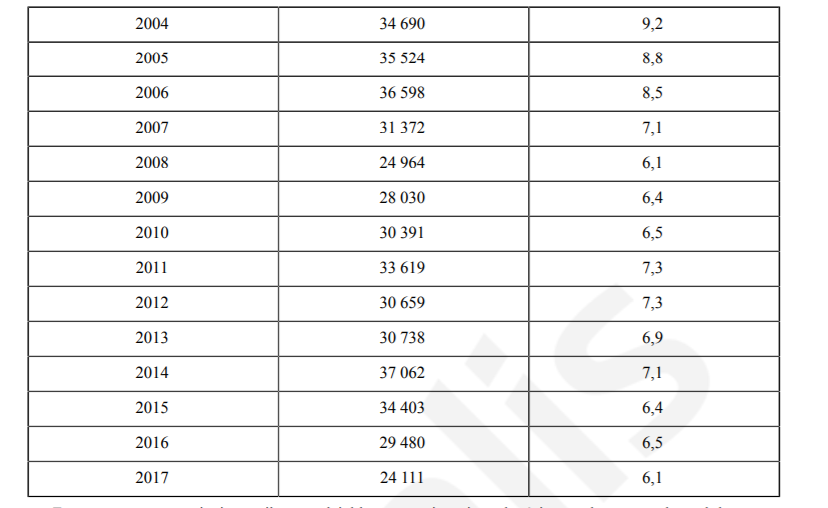 2004 34 690 9,2
2005 35 524 8,8
2006 36 598 8,5
2007 31 372 7,1
2008 24 964 6,1
2009 28 030 6,4
2010 30 391 6,5
2011 33 619 7,3
2012 30 659 7,3
2013 30 738 6,9
2014 37 062 7,1
2015 34 403 6,4
2016 29 480 6,5
2017 24 111 6,1